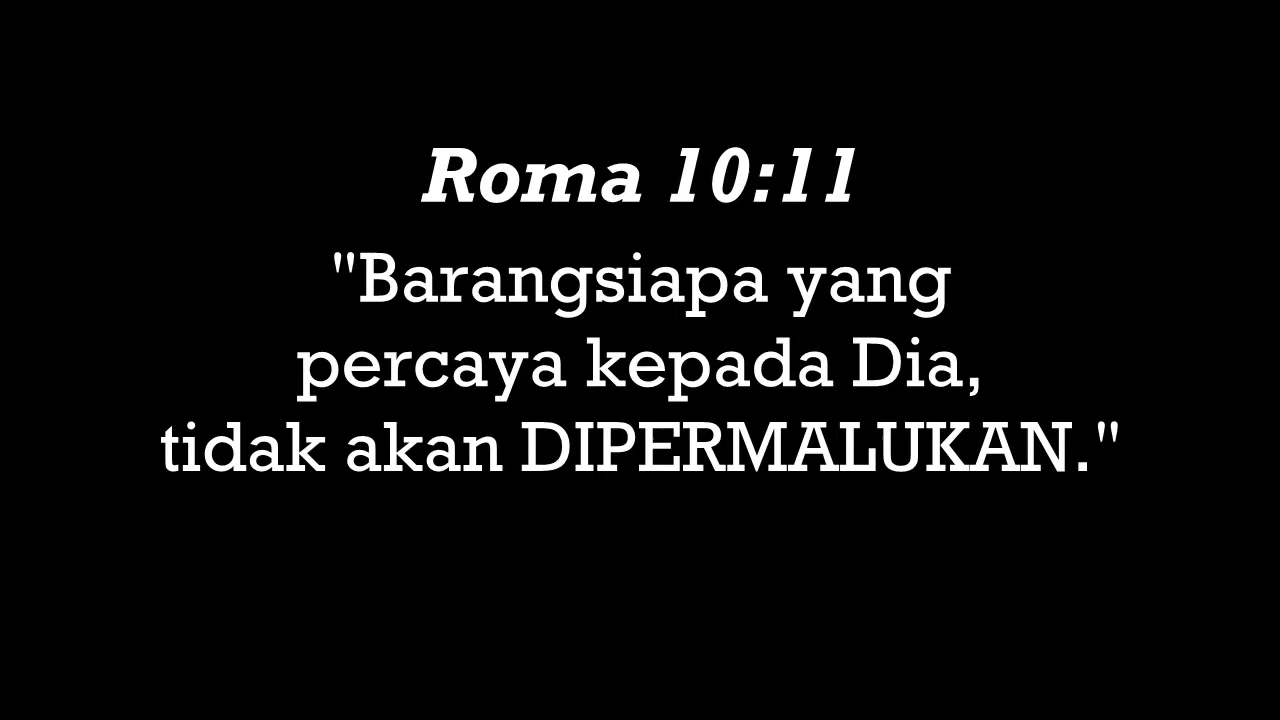 Roma 10:11
"Barangsiapa yang
percaya kepada Dia,
tidak akan DIPERMALUKAN."